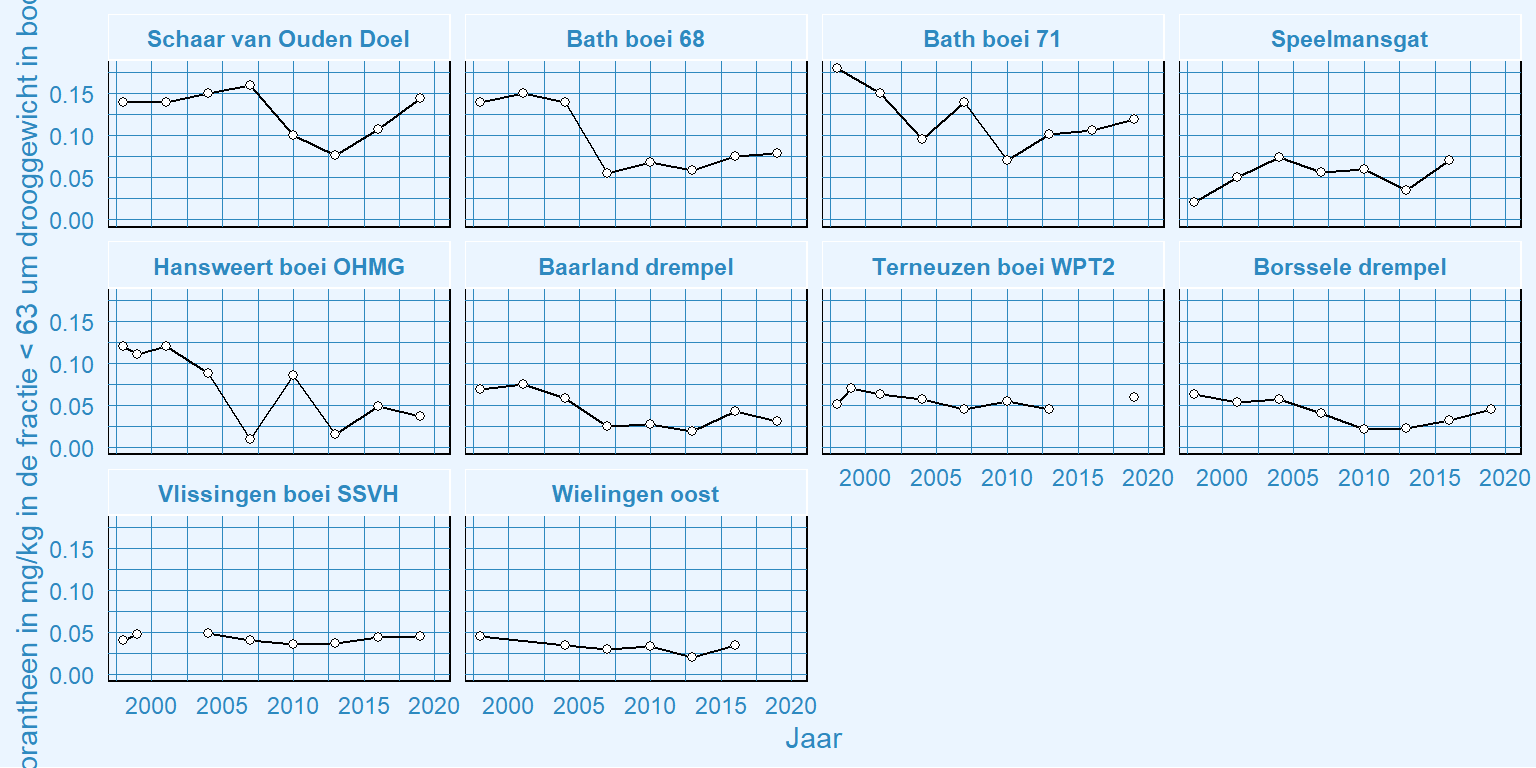 orantheen in mg/kg in de fractie < 63 um drooggewicht in boo
Schaar van Ouden Doel
Bath boei 68
Bath boei 71
Speelmansgat
0.15
0.10
0.05
0.00
Hansweert boei OHMG
Baarland drempel
Terneuzen boei WPT2
Borssele drempel
0.15
0.10
0.05
0.00
2000 2005 2010 2015 2020
2000 2005 2010 2015 2020
Vlissingen boei SSVH
Wielingen oost
0.15
0.10
0.05
0.00
2000 2005 2010 2015 2020
2000 2005 2010 2015 2020
Jaar